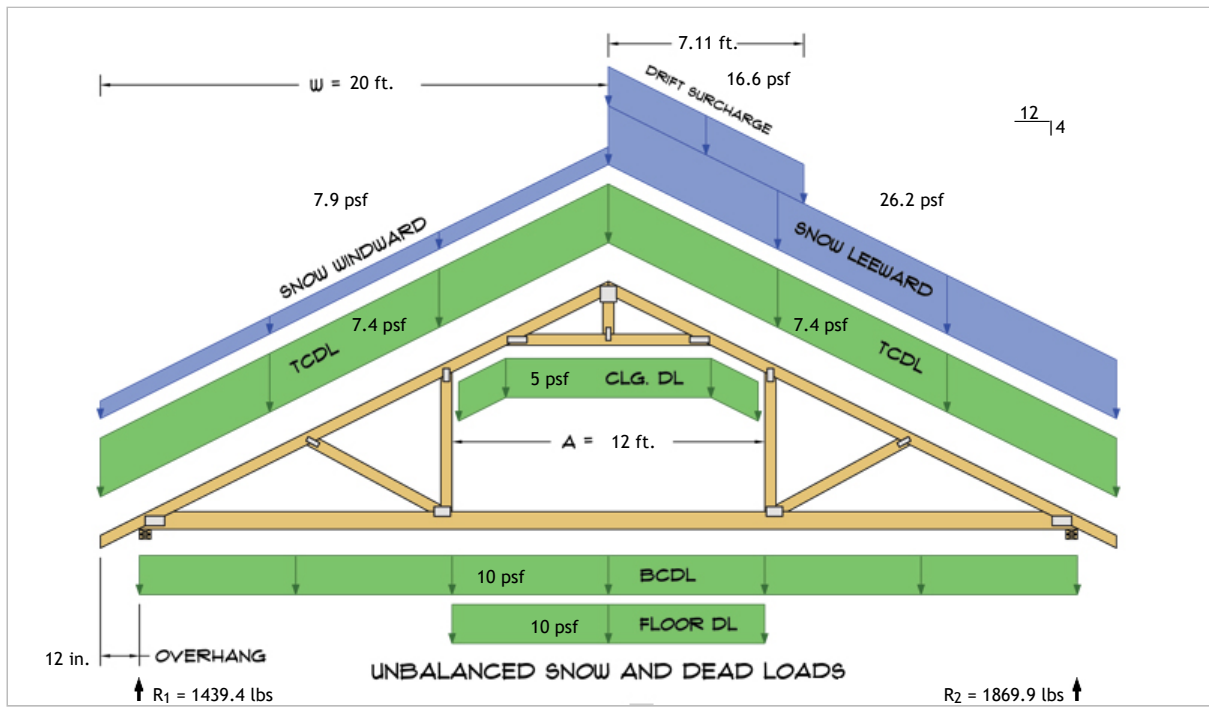 7.11 ft.
W = 20 ft.
DRIFT SURCHARGE
16.6 psf
12
4
7.9 psf
26.2 psf
SNOW WINDWARD
SNOW LEEWARD
7.4 psf
7.4 psf
TCDL
TCDL
5 psf CLG. DL
A = 12 ft.
10 psf BCDL
10 psf FLOOR DL
12 in. OVERHANG
UNBALANCED SNOW AND DEAD LOADS
R1 = 1439.4 lbs
R2 = 1869.9 lbs